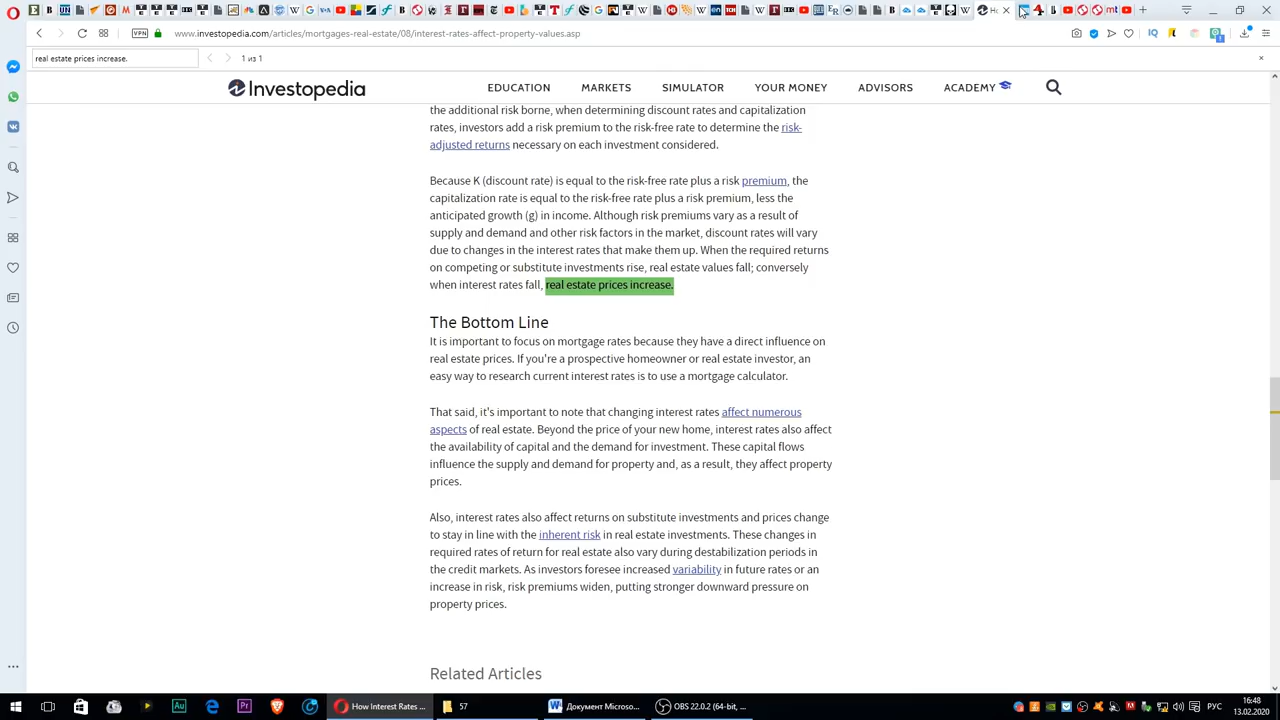 VPN
www.investopedia.com/articles/mortgages-real-estate/08/interest-rates-affect-property-values.asp
real estate prices increase.
1 из 1
Investopedia
EDUCATION
MARKETS
SIMULATOR
YOUR MONEY
ADVISORS
ACADEMY
the additional risk borne, when determining discount rates and capitalization
rates, investors add a risk premium to the risk-free rate to determine the risk-
adjusted returns necessary on each investment considered.
Because K (discount rate) is equal to the risk-free rate plus a risk premium, the
capitalization rate is equal to the risk-free rate plus a risk premium, less the
anticipated growth (g) in income. Although risk premiums vary as a result of
supply and demand and other risk factors in the market, discount rates will vary
due to changes in the interest rates that make them up. When the required returns
on competing or substitute investments rise, real estate values fall; conversely
when interest rates fall, real estate prices increase.
The Bottom Line
It is important to focus on mortgage rates because they have a direct influence on
real estate prices. If you're a prospective homeowner or real estate investor, an
easy way to research current interest rates is to use a mortgage calculator.
That said, it's important to note that changing interest rates affect numerous
aspects of real estate. Beyond the price of your new home, interest rates also affect
the availability of capital and the demand for investment. These capital flows
influence the supply and demand for property and, as a result, they affect property
prices.
Also, interest rates also affect returns on substitute investments and prices change
to stay in line with the inherent risk in real estate investments. These changes in
required rates of return for real estate also vary during destabilization periods in
the credit markets. As investors foresee increased variability in future rates or an
increase in risk, risk premiums widen, putting stronger downward pressure on
property prices.
Related Articles
How Interest Rates ...
57
Документ Microso...
OBS 22.0.2 (64-bit, ...
РУС
16:48
13.02.2020